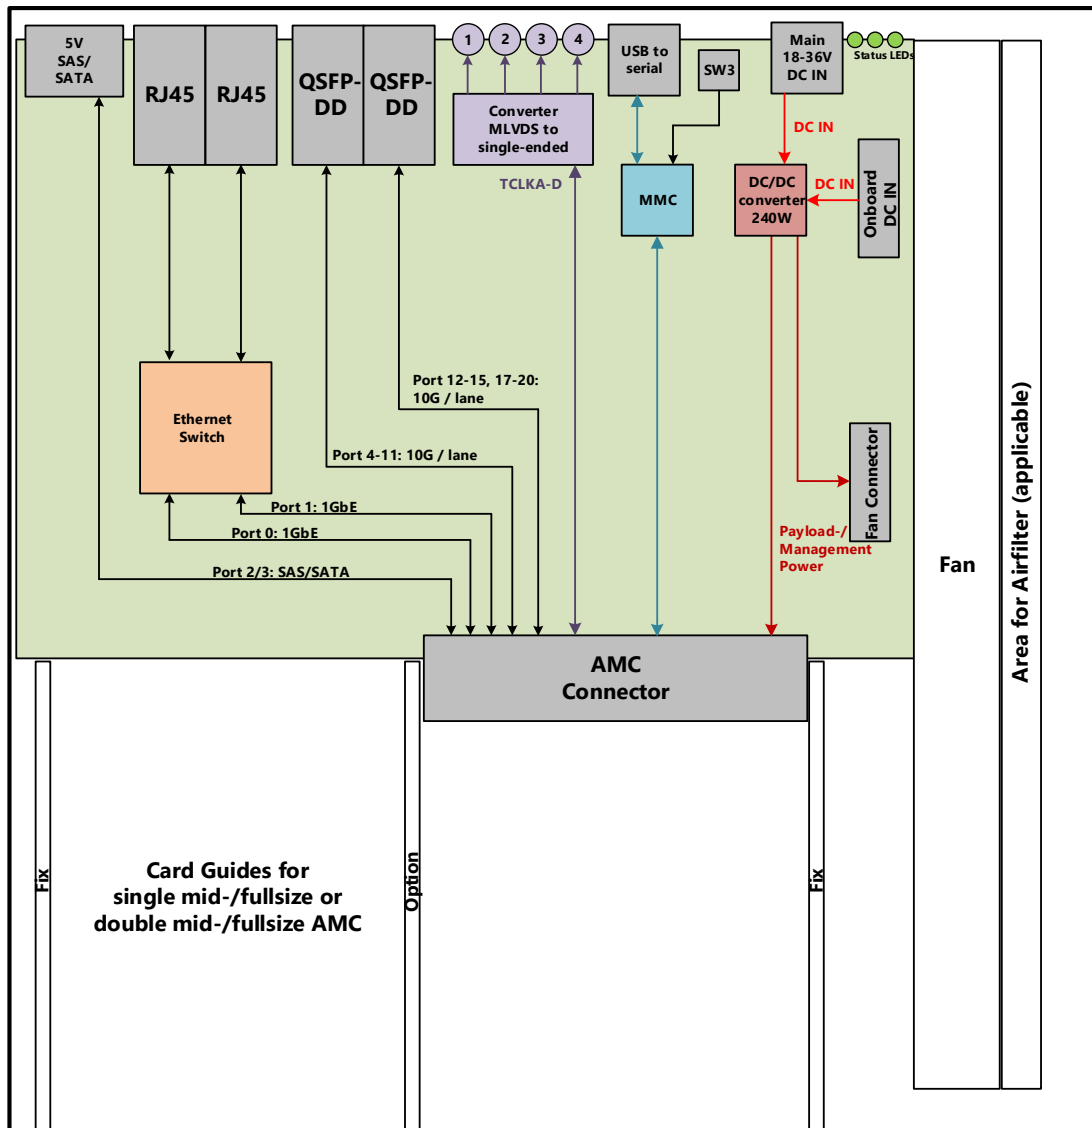 5V
SAS/
SATA
RJ45
RJ45
QSFP-
DD
QSFP-
DD
1
2
3
4
Converter
MLVDS to
single-ended
TCLKA-D
USB to
serial
SW3
MMC
Main
18-36V
DC IN
Status LEDs
DC IN
DC/DC
converter
240W
DC IN
Onboard
DC IN
Ethernet
Switch
Port 12-15, 17-20:
10G / lane
Port 4-11: 10G / lane
Port 1: 1GbE
Port 0: 1GbE
Port 2/3: SAS/SATA
Payload-/
Management
Power
Fan Connector
Fan
Area for Airfilter (applicable)
AMC
Connector
Fix
Card Guides for
single mid-/fullsize or
double mid-/fullsize AMC
Option
Fix